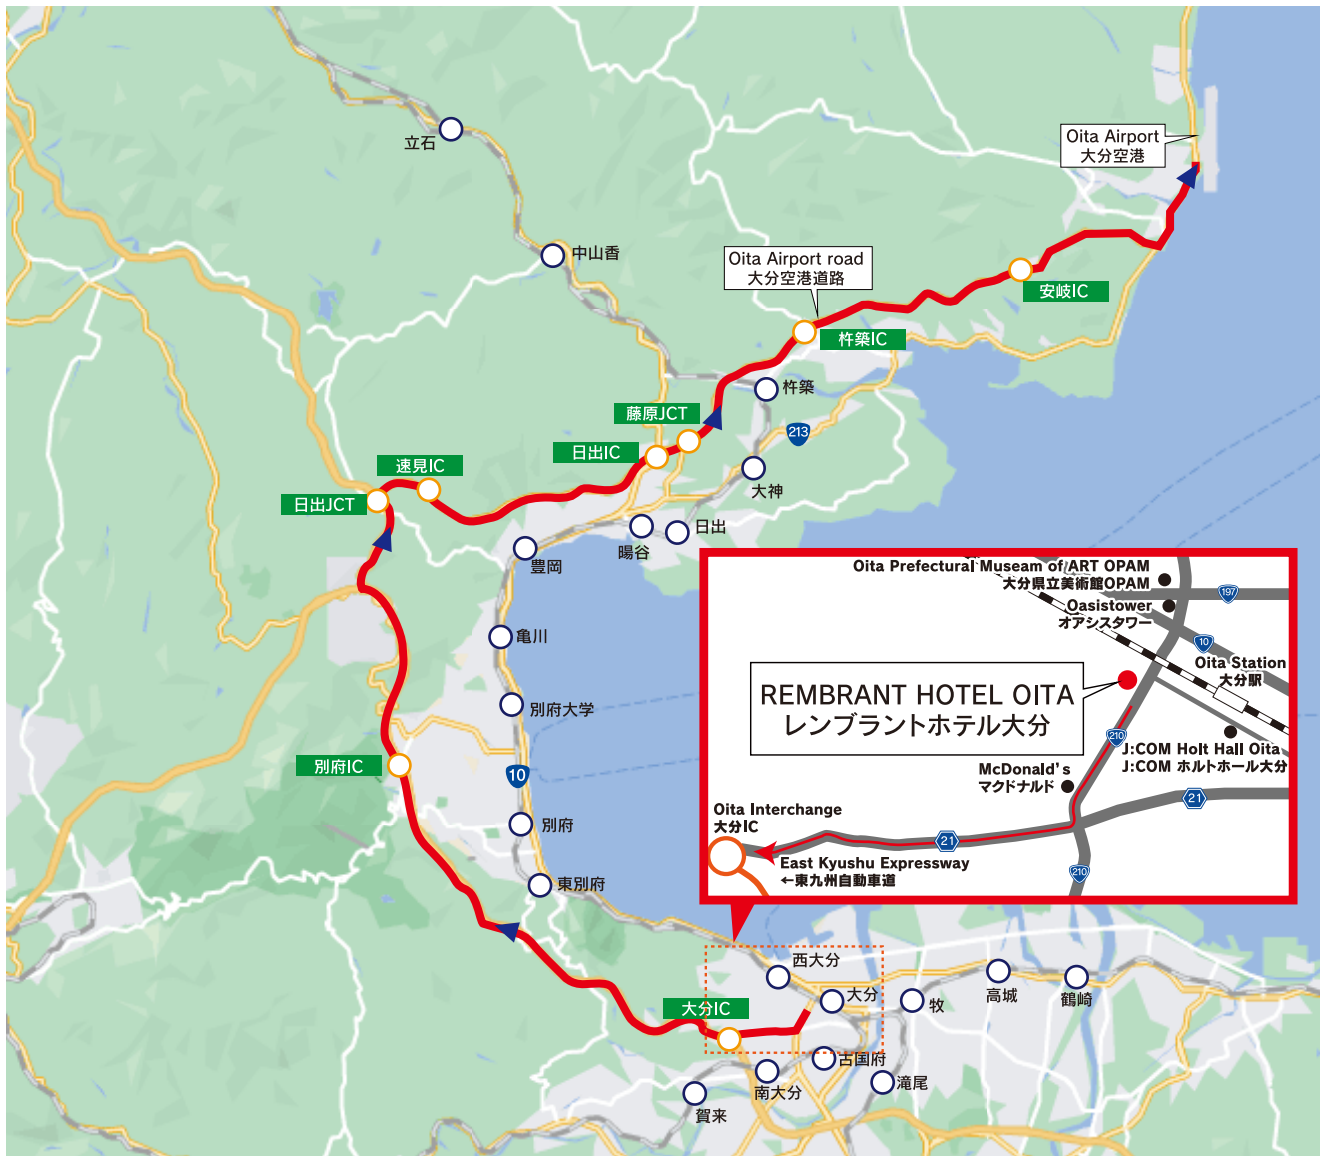 立石
Oita Airport
大分空港
中山香
Oita Airport road
大分空港道路
安岐IC
杵築IC
杵築
藤原JCT
213
日出IC
速見IC
大神
日出JCT
日出
暘谷
豊岡
亀川
別府大学
別府IC
10
別府
東別府
Oita Prefectural Museam of ART OPAM
大分県立美術館OPAM
197
Oasistower
オアシスタワー
10
Oita Station
大分駅
REMBRANT HOTEL OITA
レンブラントホテル大分
210
J:COM Holt Hall Oita
J:COM ホルトホール大分
McDonald's
マクドナルド
21
Oita Interchange
大分IC
21
East Kyushu Expressway
←東九州自動車道
210
西大分
大分
牧
高城
鶴崎
大分IC
古国府
南大分
滝尾
賀来